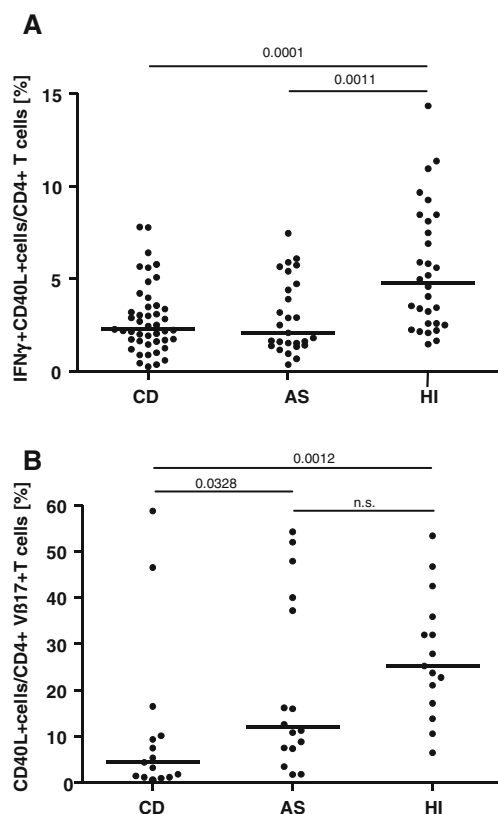 A
0.0001
0.0011
IFNγ+CD40L+cells/CD4+ T cells [%]
15
10
5
0
CD AS HI
B
0.0012
0.0328
n.s.
CD40L+cells/CD4+ Vß17+T cells [%]
60
50
40
30
20
10
0
CD AS HI